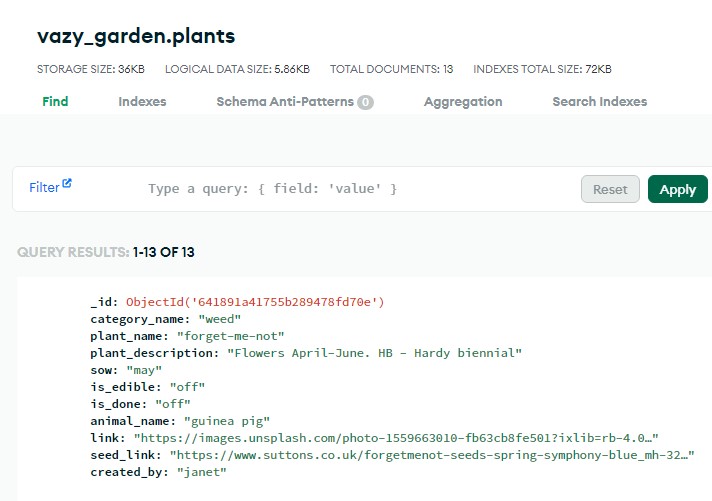 vazy_garden.plants
STORAGE SIZE: 36KB LOGICAL DATA SIZE: 5.86KB TOTAL DOCUMENTS: 13 INDEXES TOTAL SIZE: 72KB
Find Indexes Schema Anti-Patterns 0 Aggregation Search Indexes
Filter Type a query: { field: 'value' } Reset Apply
QUERY RESULTS: 1-13 OF 13
_id: ObjectId('641891a41755b289478fd70e')
category_name: "weed"
plant_name: "forget-me-not"
plant_description: "Flowers April-June. HB - Hardy biennial"
sow: "may"
is_edible: "off"
is_done: "off"
animal_name: "guinea pig"
link: "https://images.unsplash.com/photo-1559663010-fb63cb8fe501?ixlib=rb-4.0…"
seed_link: "https://www.suttons.co.uk/forgetmenot-seeds-spring-symphony-blue_mh-32…"
created_by: "janet"